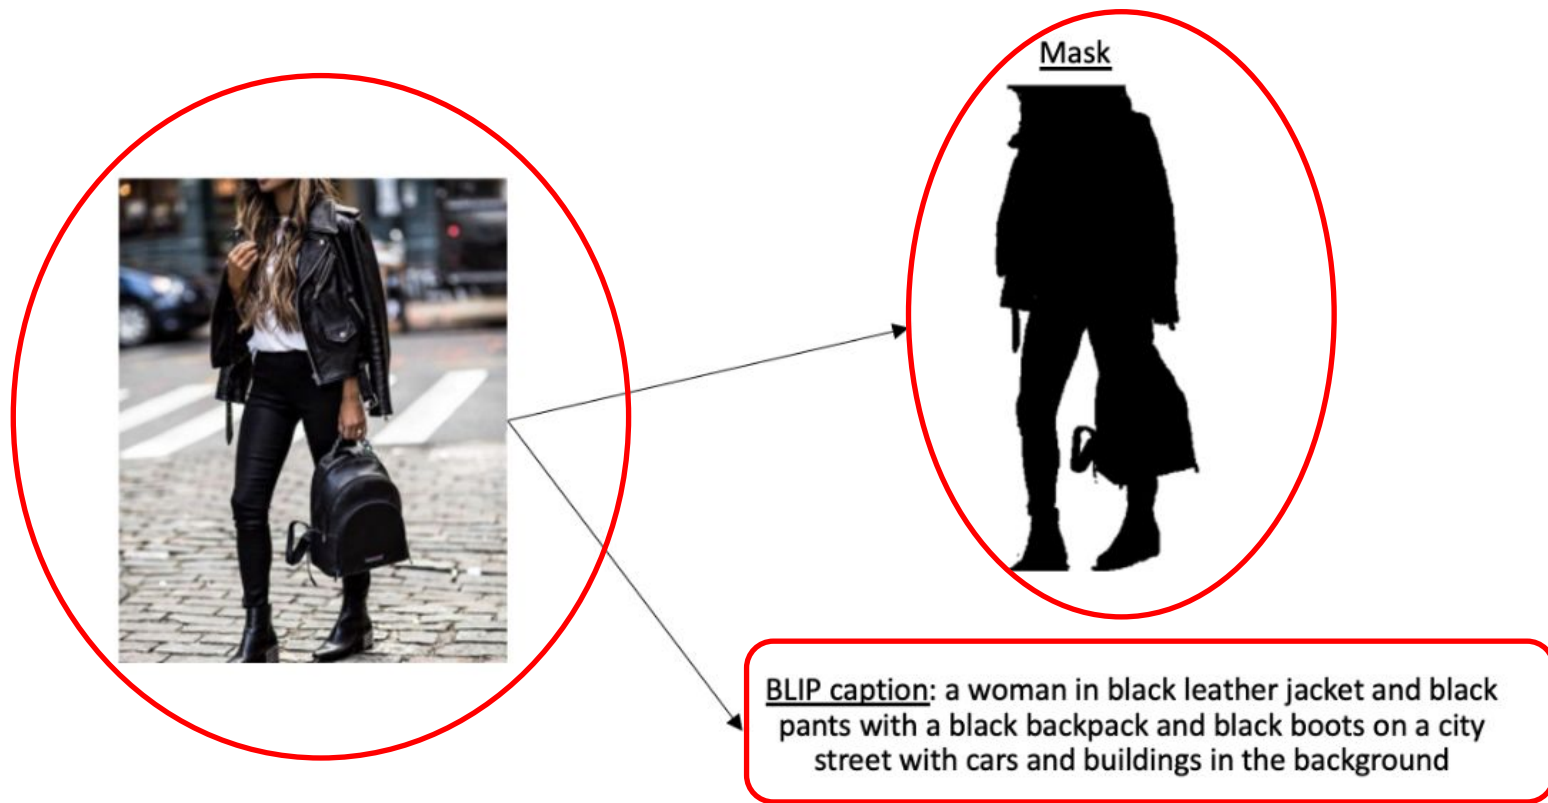 Mask
BLIP caption: a woman in black leather jacket and black
pants with a black backpack and black boots on a city
street with cars and buildings in the background